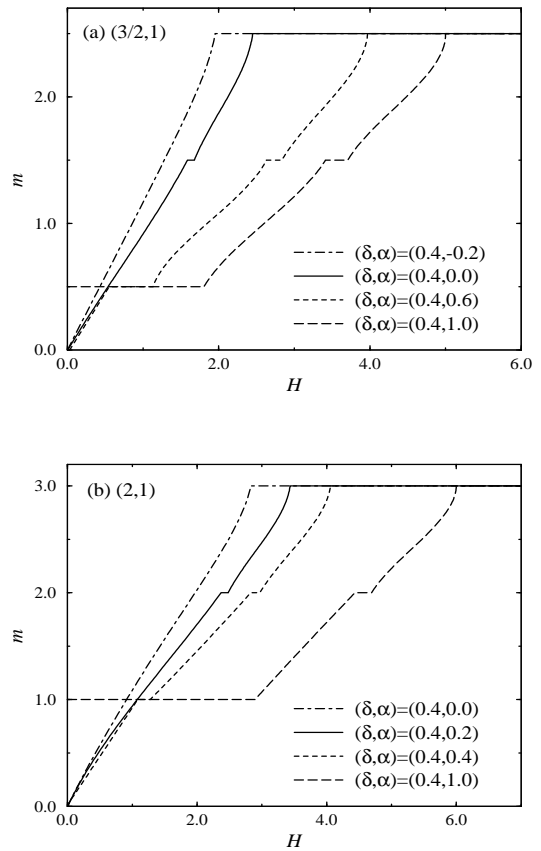 (a) (3/2,1)
m
2.0
1.0
0.0
(δ,α)=(0.4,-0.2)
(δ,α)=(0.4,0.0)
(δ,α)=(0.4,0.6)
(δ,α)=(0.4,1.0)
0.0 2.0 4.0 6.0
H
(b) (2,1)
m
3.0
2.0
1.0
0.0
(δ,α)=(0.4,0.0)
(δ,α)=(0.4,0.2)
(δ,α)=(0.4,0.4)
(δ,α)=(0.4,1.0)
0.0 2.0 4.0 6.0
H